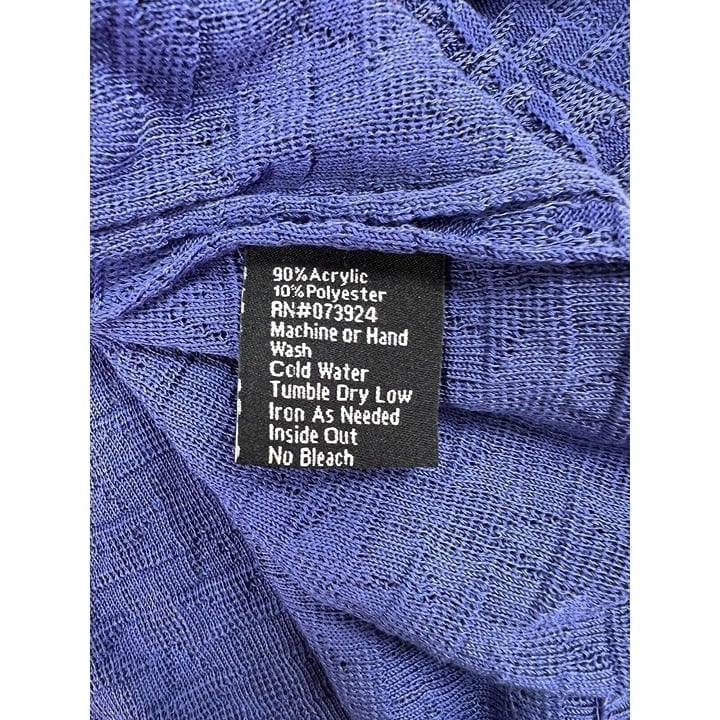 90%Acrylic
10%Polyester
RN#073924
Machine or Hand
Wash
Cold Water
Tumble Dry Low
Iron As Needed
Inside Out
No Bleach